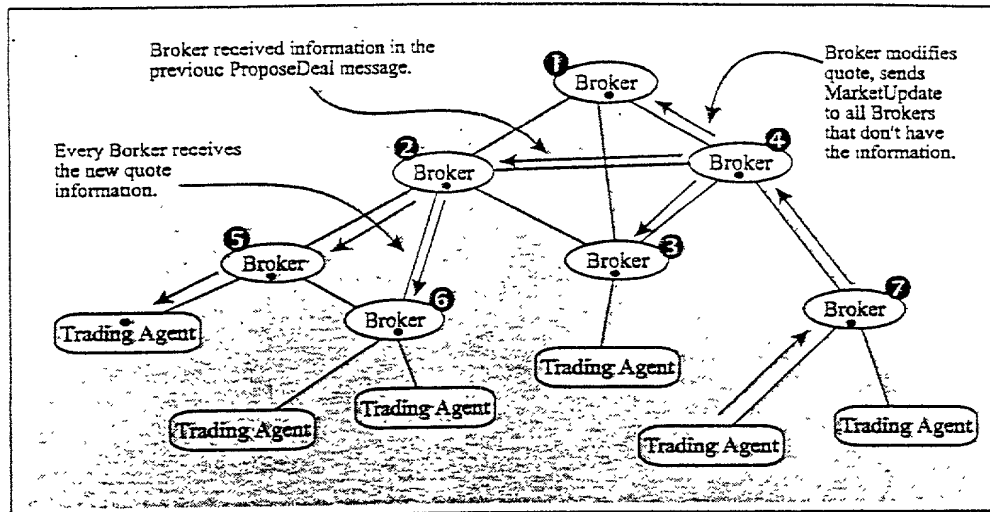 Broker received information in the
previouc ProposeDeal message.
Broker modifies
quote, sends
MarketUpdate
to all Brokers
that don't have
the information.
Every Borker receives
the new quote
information.
1
Broker
2
Broker
4
Broker
5
Broker
3
Broker
6
Broker
7
Broker
Trading Agent
Trading Agent
Trading Agent
Trading Agent
Trading Agent
Trading Agent